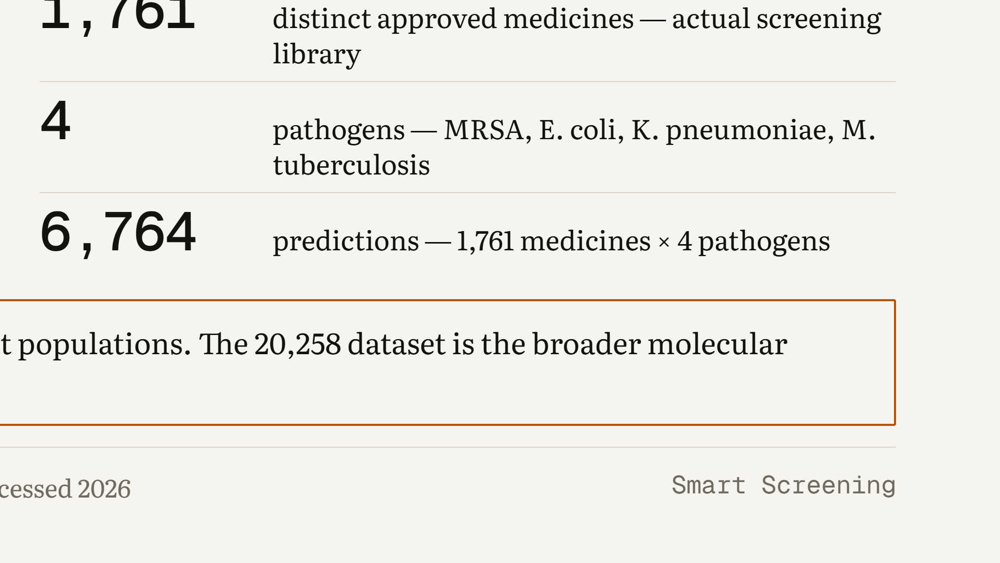 1,761
distinct approved medicines — actual screening
library
4
pathogens — MRSA, E. coli, K. pneumoniae, M.
tuberculosis
6,764
predictions — 1,761 medicines × 4 pathogens
t populations. The 20,258 dataset is the broader molecular
cessed 2026
Smart Screening